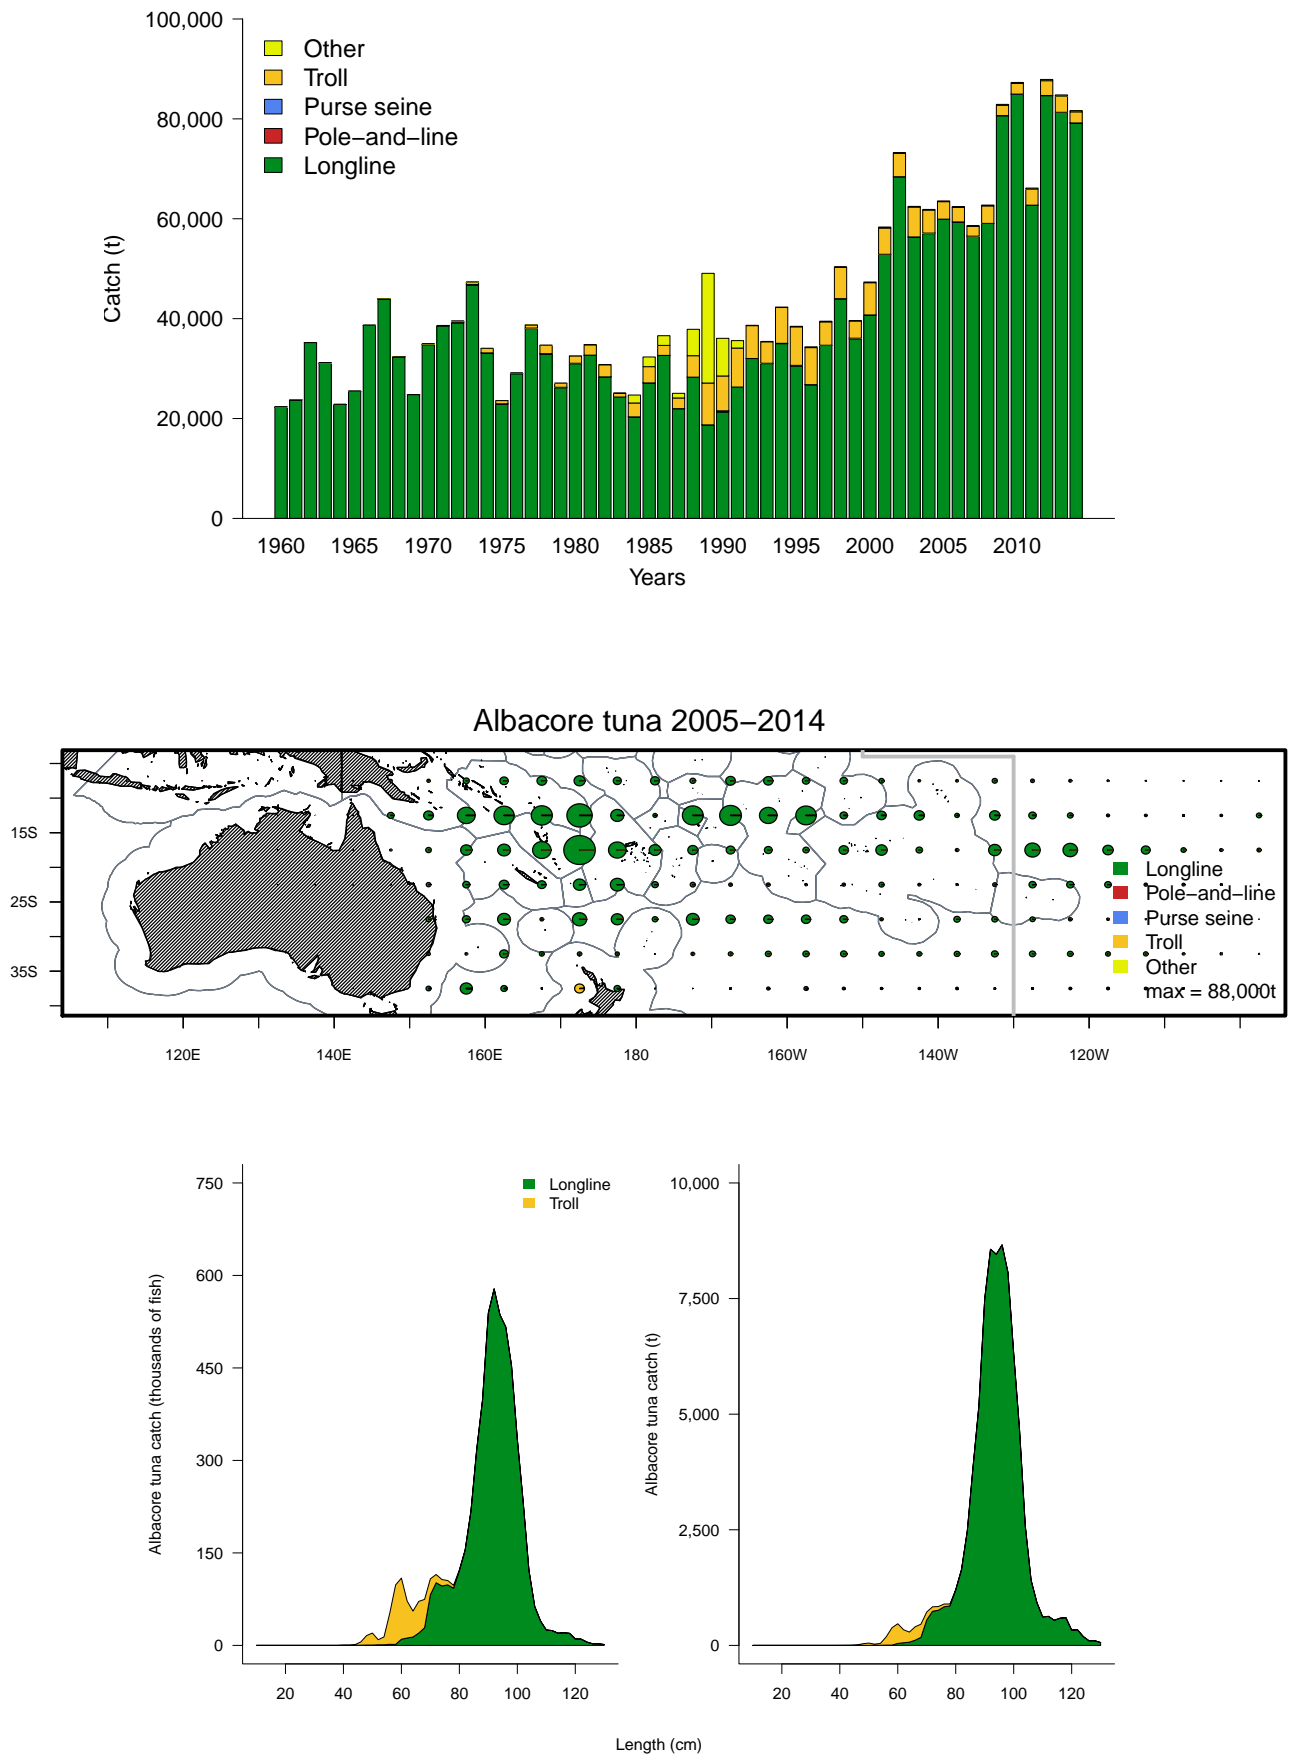 100,000
80,000
60,000
40,000
20,000
0
Catch (t)
Other
Troll
Purse seine
Pole−and−line
Longline
1960 1965 1970 1975 1980 1985 1990 1995 2000 2005 2010
Years
Albacore tuna 2005−2014
15S
25S
35S
Longline
Pole−and−line
Purse seine
Troll
Other
max = 88,000t
120E 140E 160E 180 160W 140W 120W
750
600
450
300
150
0
Albacore tuna catch (thousands of fish)
Longline
Troll
20 40 60 80 100 120
10,000
7,500
5,000
2,500
0
Albacore tuna catch (t)
20 40 60 80 100 120
Length (cm)